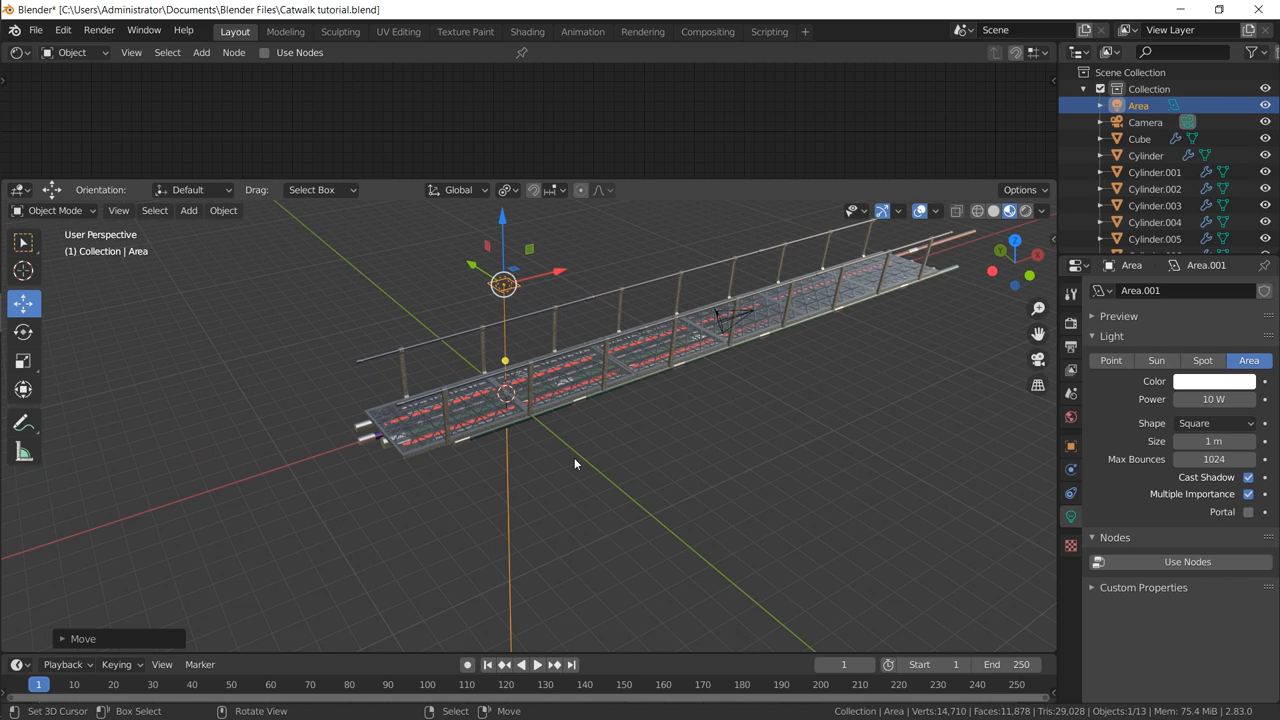 Blender* [C:\Users\Administrator\Documents\Blender Files\Catwalk tutorial.blend]
File Edit Render Window Help Layout Modeling Sculpting UV Editing Texture Paint Shading Animation Rendering Compositing Scripting + Scene View Layer
Object View Select Add Node Use Nodes
Scene Collection
Collection
Area
Camera
Cube
Cylinder
Cylinder.001
Cylinder.002
Cylinder.003
Cylinder.004
Cylinder.005
Orientation: Default Drag: Select Box Global Options
Object Mode View Select Add Object
User Perspective
(1) Collection | Area
Z
Y
X
Area Area.001
Area.001
Preview
Light
Point Sun Spot Area
Color
Power 10 W
Shape Square
Size 1 m
Max Bounces 1024
Cast Shadow
Multiple Importance
Portal
Nodes
Use Nodes
Custom Properties
Move
Playback Keying View Marker 1 Start 1 End 250
1 10 20 30 40 50 60 70 80 90 100 110 120 130 140 150 160 170 180 190 200 210 220 230 240 250
Set 3D Cursor Box Select Rotate View Select Move Collection | Area | Verts:14,710 | Faces:11,878 | Tris:29,028 | Objects:1/13 | Mem: 75.4 MiB | 2.83.0